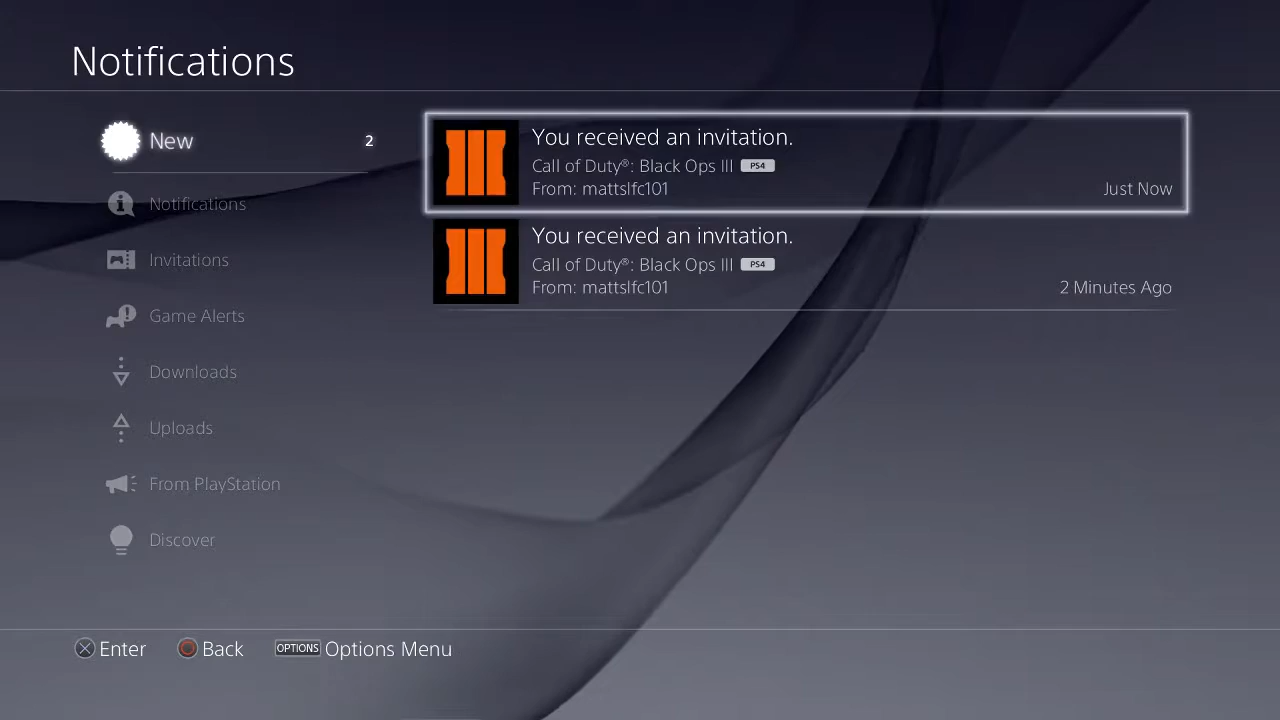 Notifications
New 2
Notifications
Invitations
Game Alerts
Downloads
Uploads
From PlayStation
Discover
You received an invitation.
Call of Duty®: Black Ops III PS4
From: mattslfc101 Just Now
You received an invitation.
Call of Duty®: Black Ops III PS4
From: mattslfc101 2 Minutes Ago
Enter Back OPTIONS Options Menu